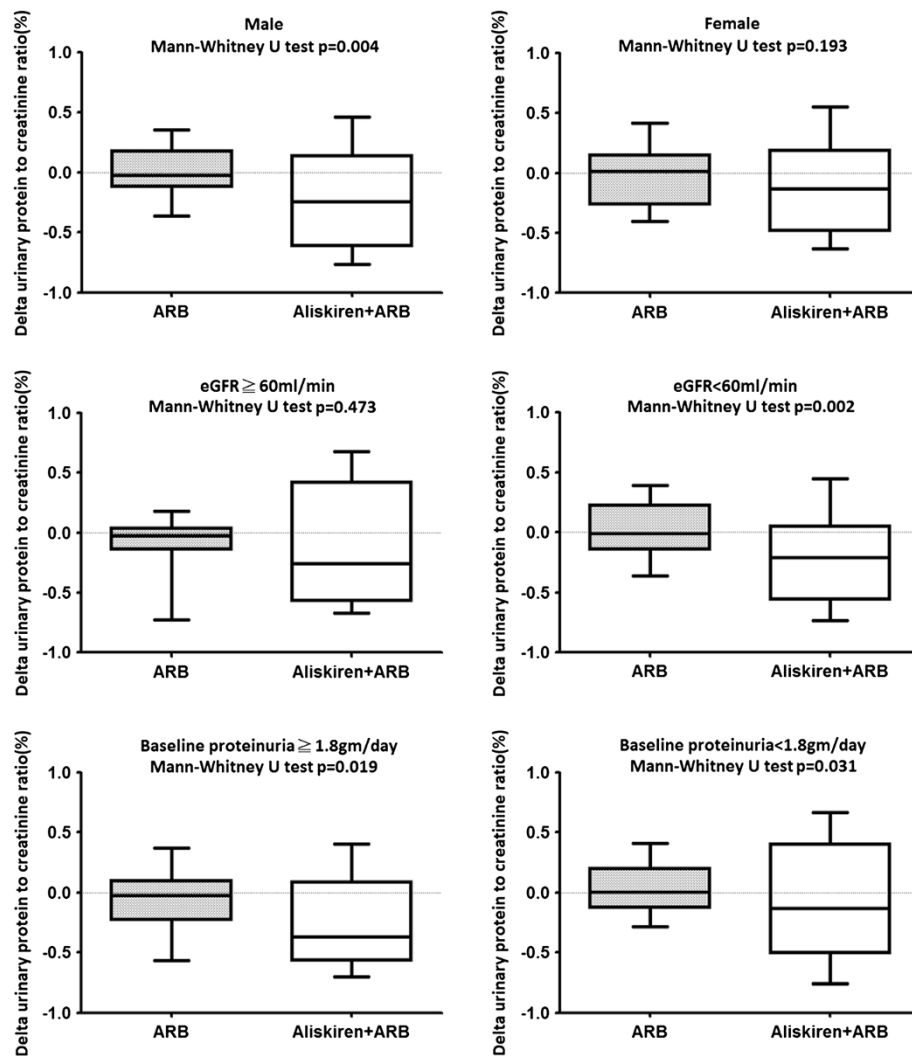 Male
Mann-Whitney U test p=0.004
Delta urinary protein to creatinine ratio(%)
1.0
0.5
0.0
-0.5
-1.0
ARB
Aliskiren+ARB
Female
Mann-Whitney U test p=0.193
Delta urinary protein to creatinine ratio(%)
1.0
0.5
0.0
-0.5
-1.0
ARB
Aliskiren+ARB
eGFR≧60ml/min
Mann-Whitney U test p=0.473
Delta urinary protein to creatinine ratio(%)
1.0
0.5
0.0
-0.5
-1.0
ARB
Aliskiren+ARB
eGFR<60ml/min
Mann-Whitney U test p=0.002
Delta urinary protein to creatinine ratio(%)
1.0
0.5
0.0
-0.5
-1.0
ARB
Aliskiren+ARB
Baseline proteinuria≧1.8gm/day
Mann-Whitney U test p=0.019
Delta urinary protein to creatinine ratio(%)
1.0
0.5
0.0
-0.5
-1.0
ARB
Aliskiren+ARB
Baseline proteinuria<1.8gm/day
Mann-Whitney U test p=0.031
Delta urinary protein to creatinine ratio(%)
1.0
0.5
0.0
-0.5
-1.0
ARB
Aliskiren+ARB